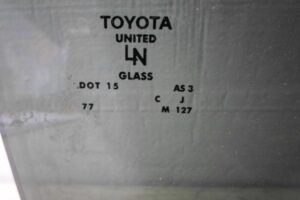 TOYOTA
UNITED
LN
GLASS
DOT 15 AS 3
C J
77 M 127